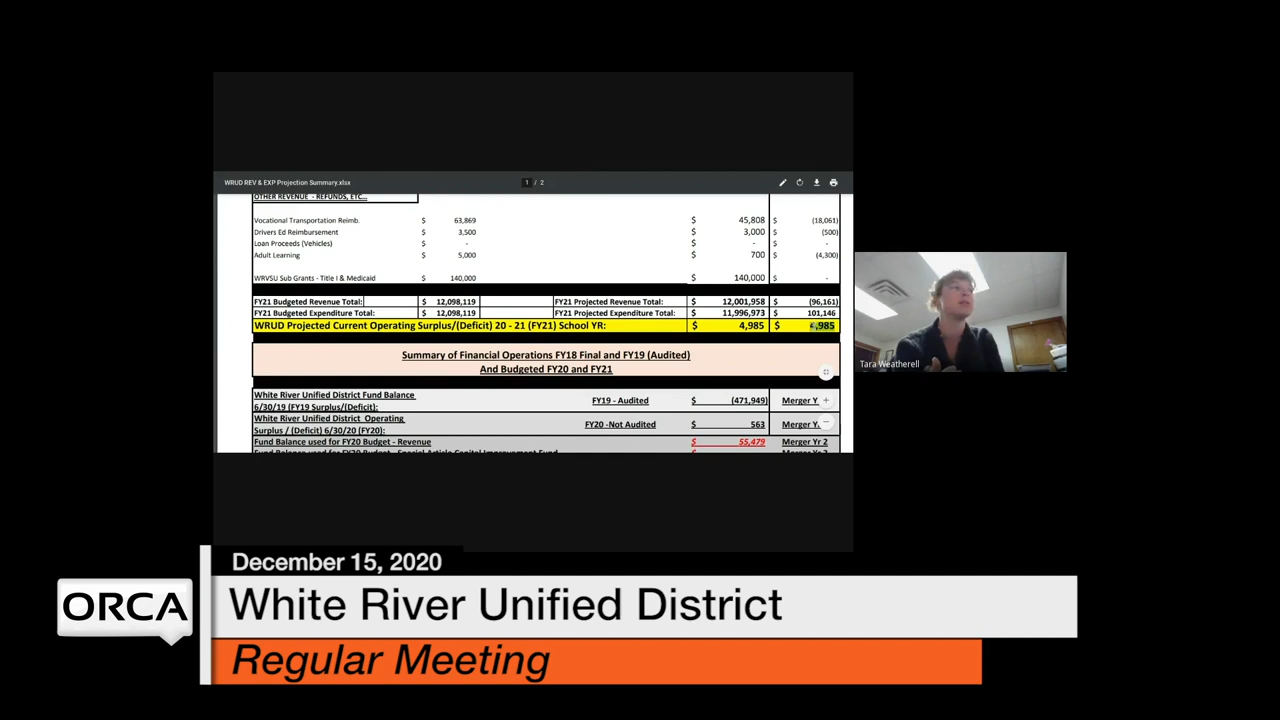 WRUD REV & EXP Projection Summary.xlsx 1 / 2
OTHER REVENUE - REFUNDS, ETC...
Vocational Transportation Reimb. $ 63,869 $ 45,808 $ (18,061)
Drivers Ed Reimbursement $ 3,500 $ 3,000 $ (500)
Loan Proceeds (Vehicles) $ - $ - $ -
Adult Learning $ 5,000 $ 700 $ (4,300)
WRVSU Sub Grants - Title I & Medicaid $ 140,000 $ 140,000 $ -
FY21 Budgeted Revenue Total: $ 12,098,119 FY21 Projected Revenue Total: $ 12,001,958 $ (96,161)
FY21 Budgeted Expenditure Total: $ 12,098,119 FY21 Projected Expenditure Total: $ 11,996,973 $ 101,146
WRUD Projected Current Operating Surplus/(Deficit) 20 - 21 (FY21) School YR: $ 4,985 $ 4,985
Summary of Financial Operations FY18 Final and FY19 (Audited)
And Budgeted FY20 and FY21
White River Unified District Fund Balance
6/30/19 (FY19 Surplus/(Deficit): FY19 - Audited $ (471,949) Merger Y
White River Unified District Operating
Surplus / (Deficit) 6/30/20 (FY20): FY20 -Not Audited $ 563 Merger Y
Fund Balance used for FY20 Budget - Revenue $ 55,479 Merger Yr 2
Tara Weatherell
December 15, 2020
ORCA
White River Unified District
Regular Meeting